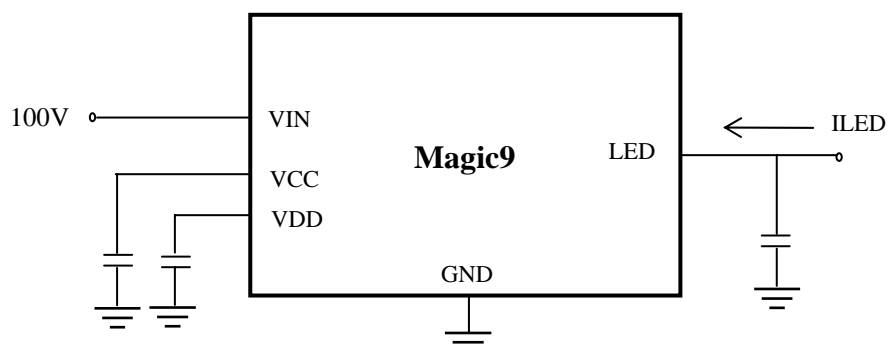 100V
VIN
ILED
Magic9
LED
VCC
VDD
GND